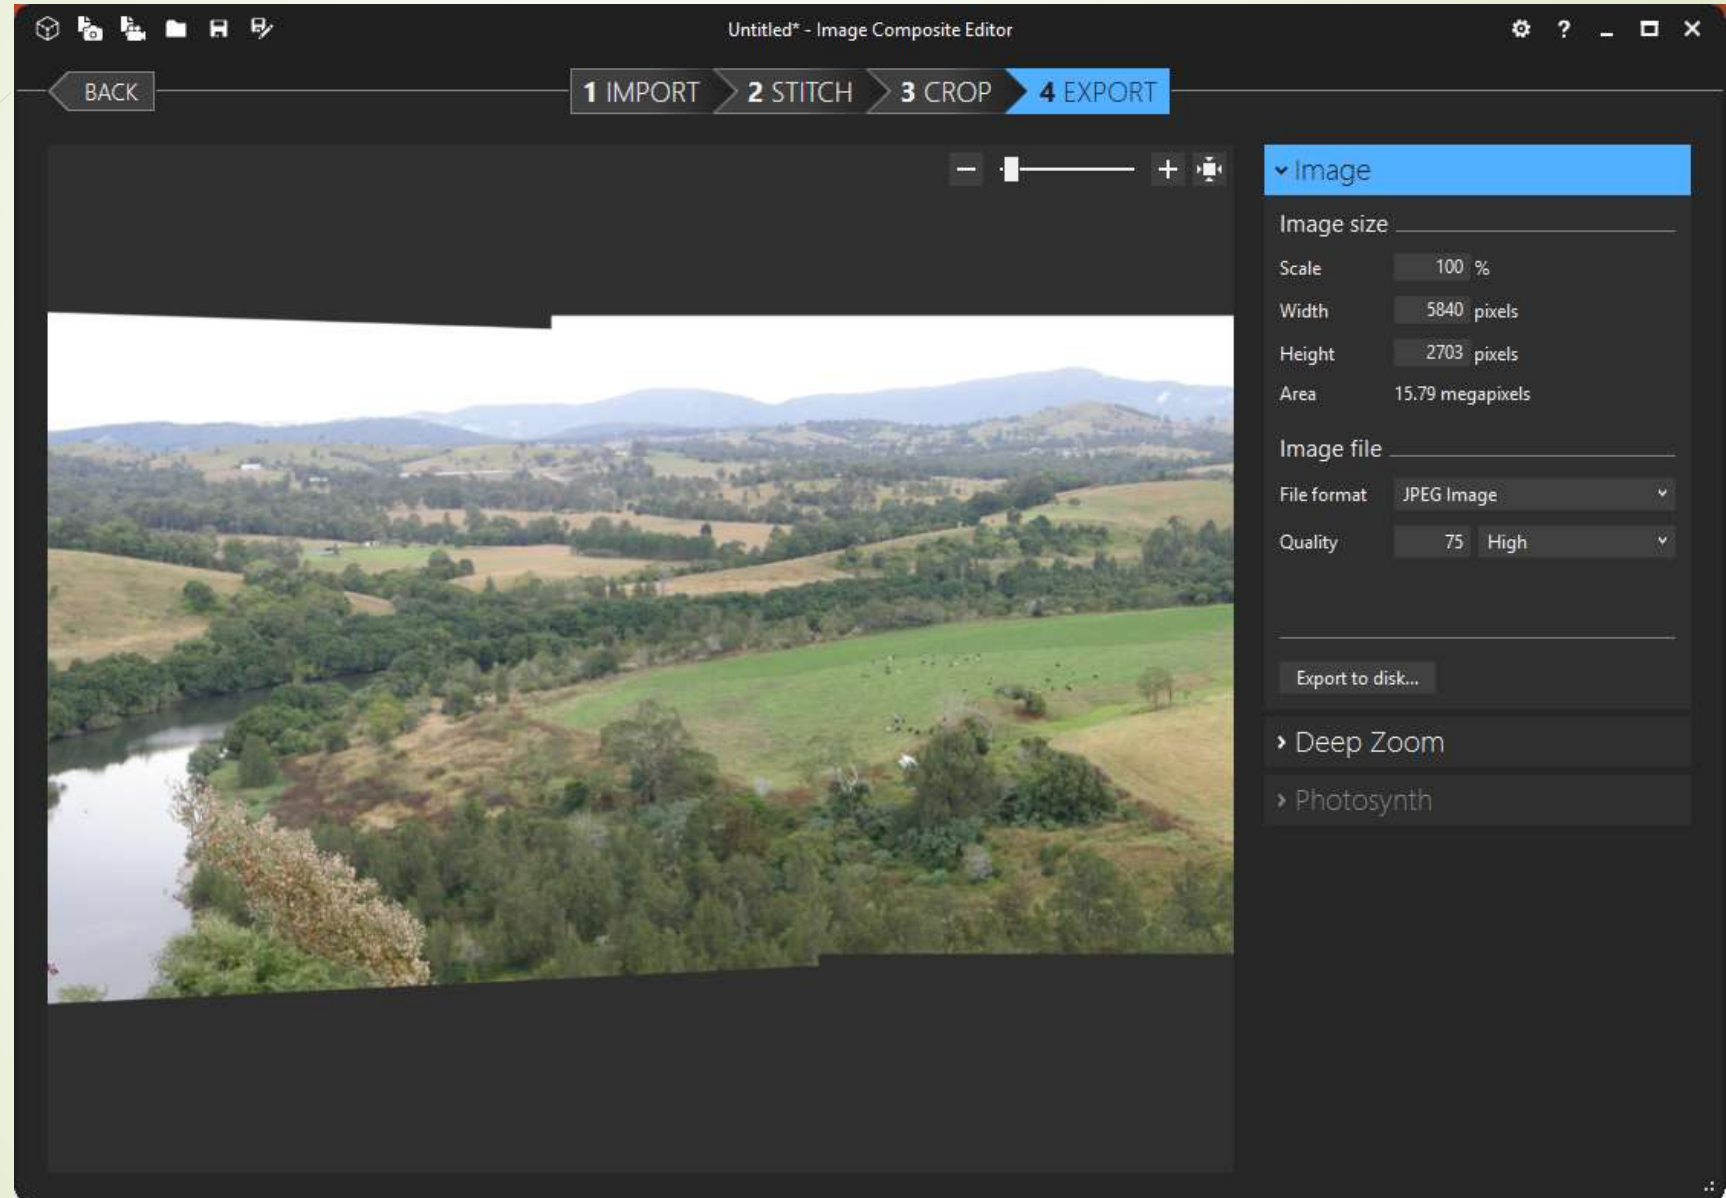 Untitled* - Image Composite Editor
?
BACK
1 IMPORT 2 STITCH 3 CROP 4 EXPORT
Image
Image size
Scale 100 %
Width 5840 pixels
Height 2703 pixels
Area 15.79 megapixels
Image file
File format JPEG Image
Quality 75 High
Export to disk...
Deep Zoom
Photosynth